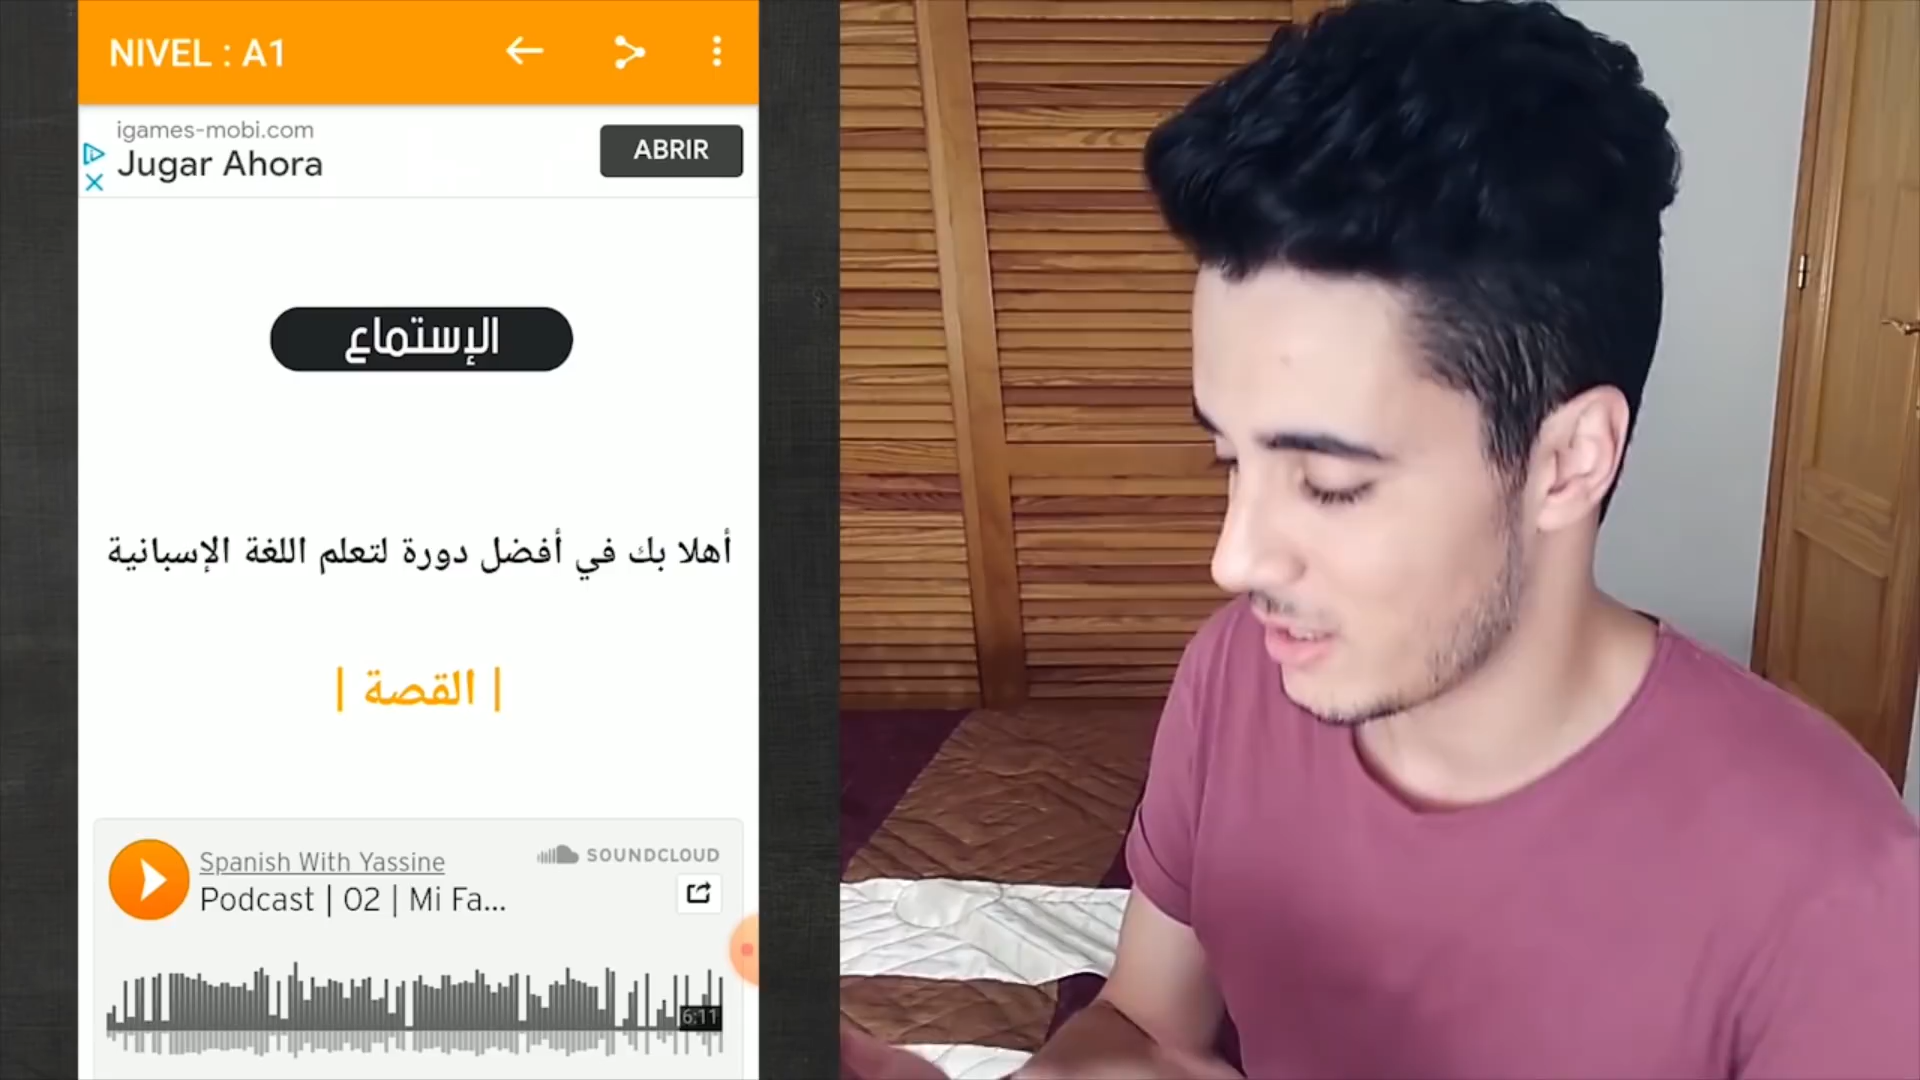 NIVEL : A1
igames-mobi.com
Jugar Ahora
ABRIR
الإستماع
أهلا بك في أفضل دورة لتعلم اللغة الإسبانية
| القصة |
Spanish With Yassine
SOUNDCLOUD
Podcast | 02 | Mi Fa...
6:11